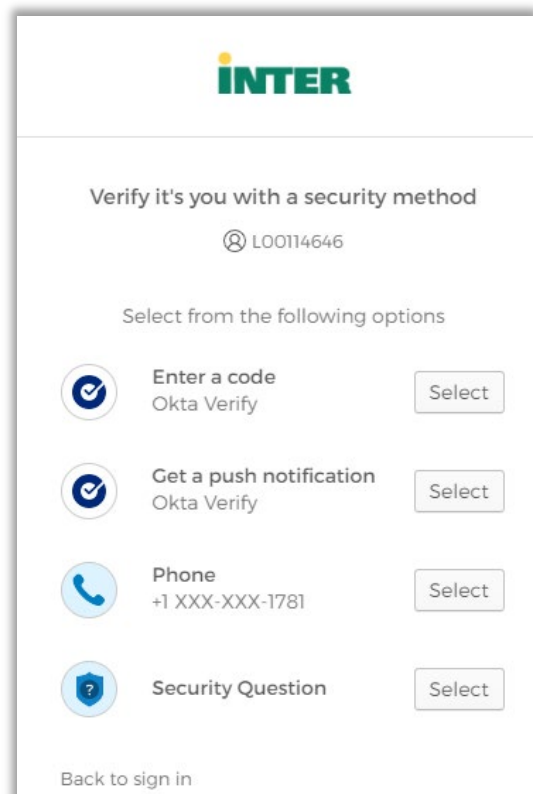 INTER
Verify it's you with a security method
L00114646
Select from the following options
Enter a code
Okta Verify
Select
Get a push notification
Okta Verify
Select
Phone
+1 XXX-XXX-1781
Select
?
Security Question
Select
Back to sign in